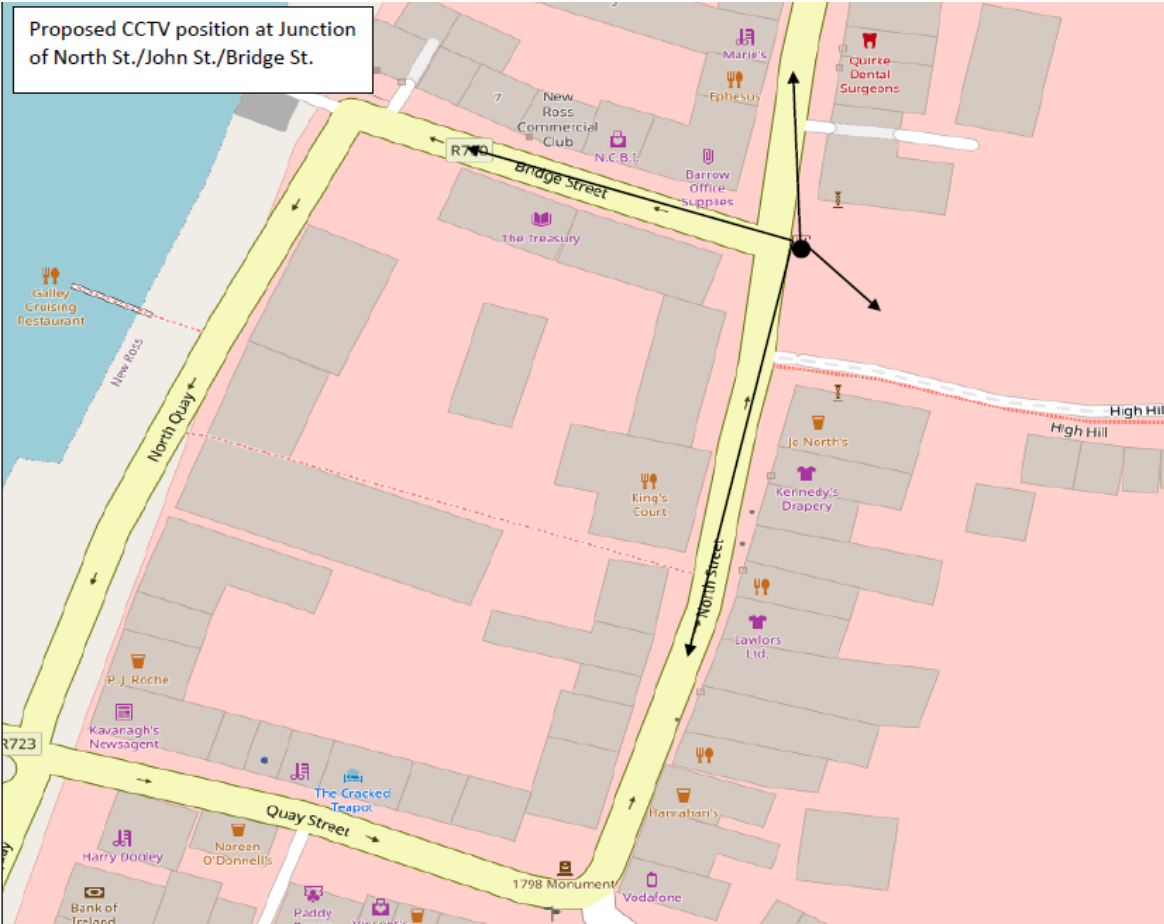 Proposed CCTV position at Junction
of North St./John St./Bridge St.
Marie's
Quirke
Dental
Surgeons
Ephesus
7
New
Ross
Commercial
Club
N.C.B.I.
Barrow
Office
Supplies
Bridge Street
The Treasury
Galley
Cruising
Restaurant
New Ross
North Quay
High Hill
High Hill
Jo North's
Kennedy's
Drapery
King's
Court
North Street
Lawlors
Ltd.
P. J. Roche
Kavanagh's
Newsagent
R723
The Cracked
Teapot
Quay Street
Hanrahan's
Harry Dooley
Noreen
O'Donnell's
1798 Monument
Vodafone
Bank of
Ireland
Paddy